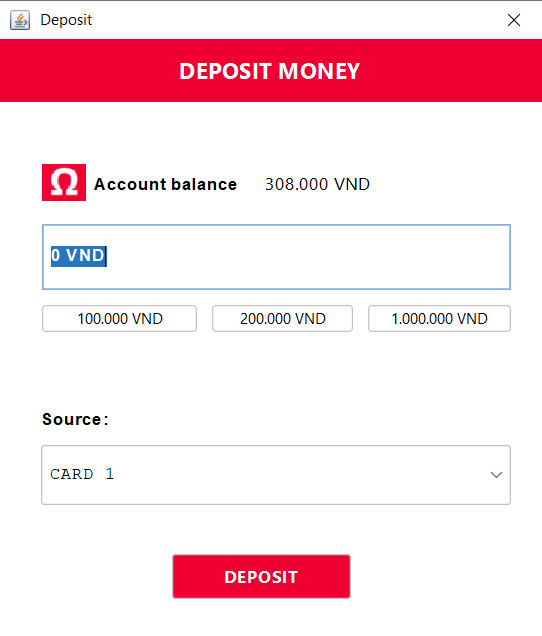 Deposit
DEPOSIT MONEY
Ω Account balance 308.000 VND
0 VND
100.000 VND 200.000 VND 1.000.000 VND
Source:
CARD 1
DEPOSIT